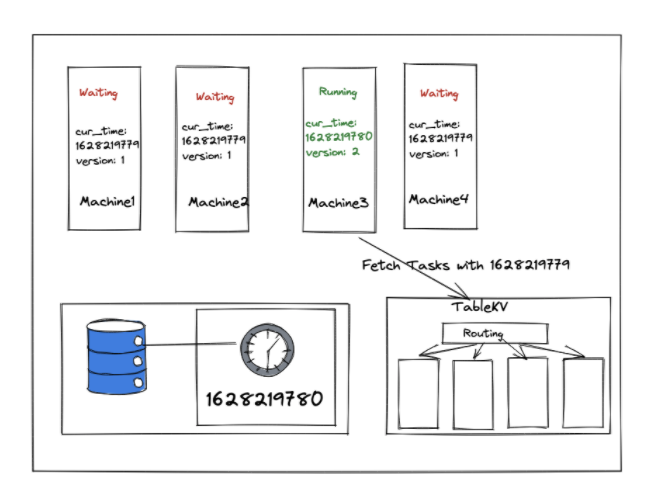 Waiting
cur_time:
1628219779
version: 1
Machine1
Waiting
cur_time:
1628219779
version: 1
Machine2
Running
cur_time:
1628219780
version: 2
Machine3
Waiting
cur_time:
1628219779
version: 1
Machine4
Fetch Tasks with 1628219779
TableKV
Routing
1628219780